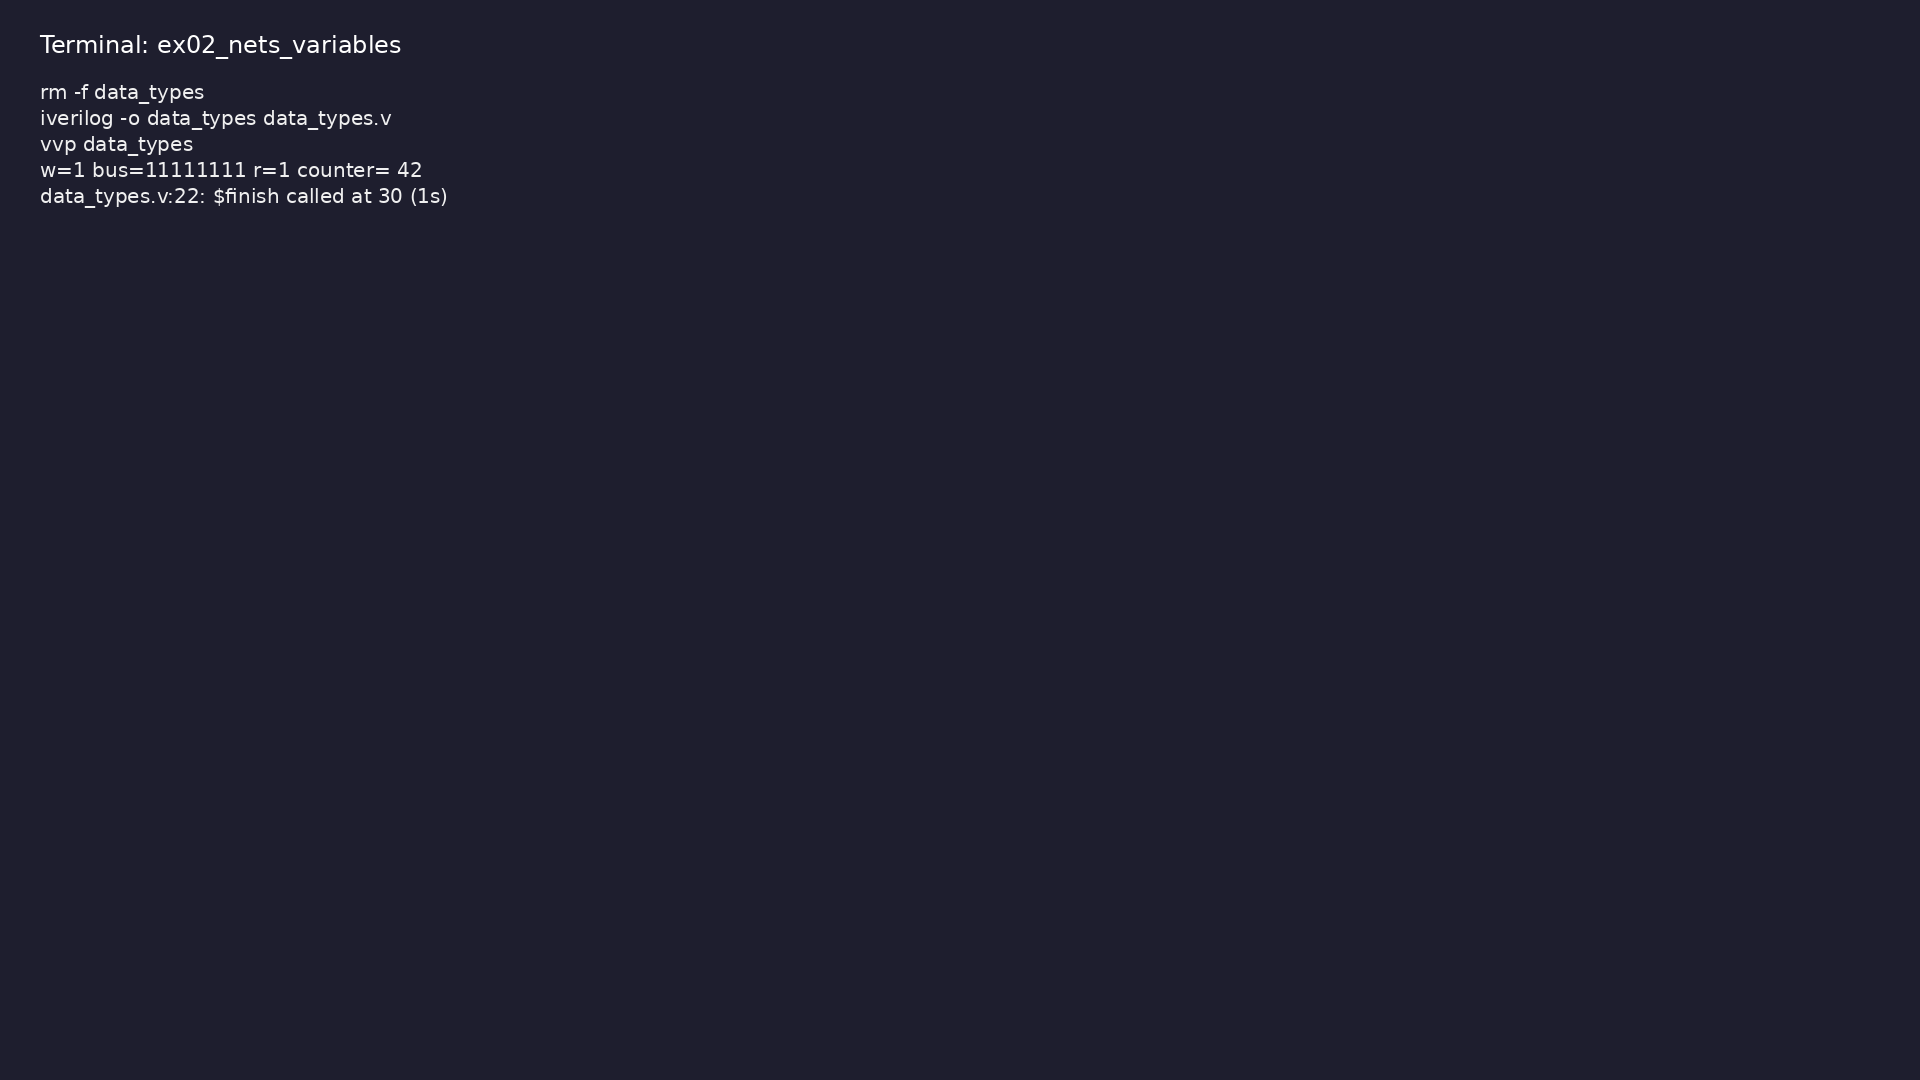 Terminal: ex02_nets_variables
rm -f data_types
iverilog -o data_types data_types.v
vvp data_types
w=1 bus=11111111 r=1 counter= 42
data_types.v:22: $finish called at 30 (1s)